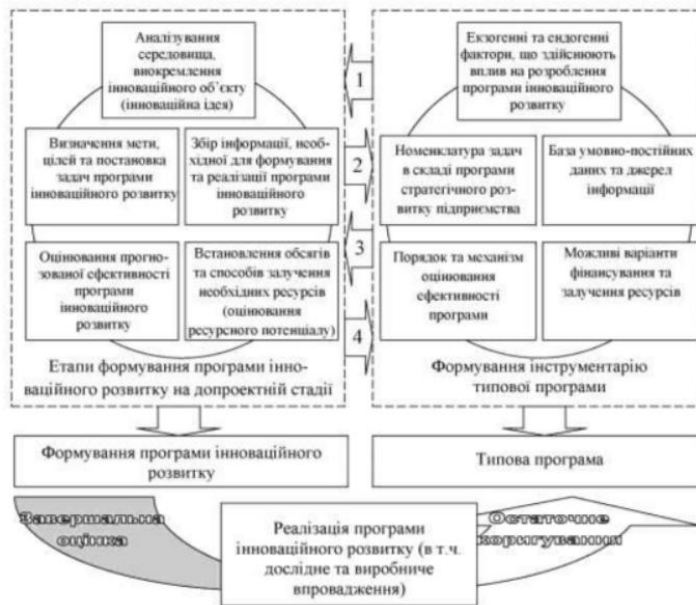 Аналізування
середовища,
виокремлення
інноваційного об'єкту
(інноваційна ідея)
Визначення мети,
цілей та постановка
задач програми
інноваційного розвитку
Збір інформації, необ-
хідної для формування
та реалізації програми
інноваційного
розвитку
Оцінювання прогно-
зованої ефективності
програми
інноваційного
розвитку
Встановлення обсягів
та способів залучення
необхідних ресурсів
(оцінювання
ресурсного потенціалу)
Етапи формування програми інно-
ваційного розвитку на допроектній стадії
1
2
3
4
Екзогенні та ендогенні
фактори, що здійснюють
вплив на розроблення
програми інноваційного
розвитку
Номенклатура задач
в складі програми
стратегічного роз-
витку підприємства
База умовно-постійних
даних та джерел
інформації
Порядок та механізм
оцінювання
ефективності
програми
Можливі варіанти
фінансування та
залучення ресурсів
Формування інструментарію
типової програми
Формування програми інноваційного
розвитку
Типова програма
Завершальна
оцінка
Реалізація програми
інноваційного розвитку (в т.ч.
дослідне та виробниче
впровадження)
Остаточне
коригування